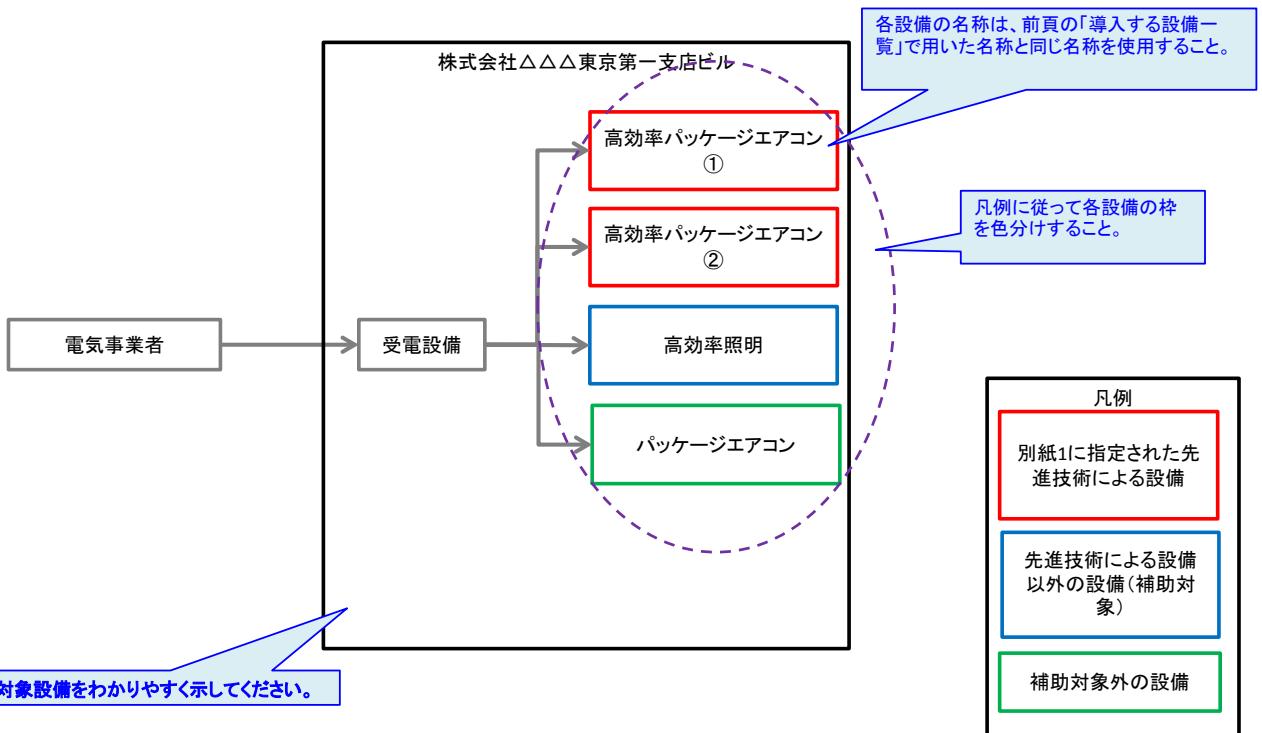 各設備の名称は、前頁の「導入する設備一
覧」で用いた名称と同じ名称を使用すること。
株式会社△△△東京第一支店ビル
高効率パッケージエアコン
①
凡例に従って各設備の枠
を色分けすること。
高効率パッケージエアコン
②
電気事業者
受電設備
高効率照明
パッケージエアコン
凡例
別紙1に指定された先
進技術による設備
先進技術による設備
以外の設備(補助対
象)
補助対象外の設備
対象設備をわかりやすく示してください。